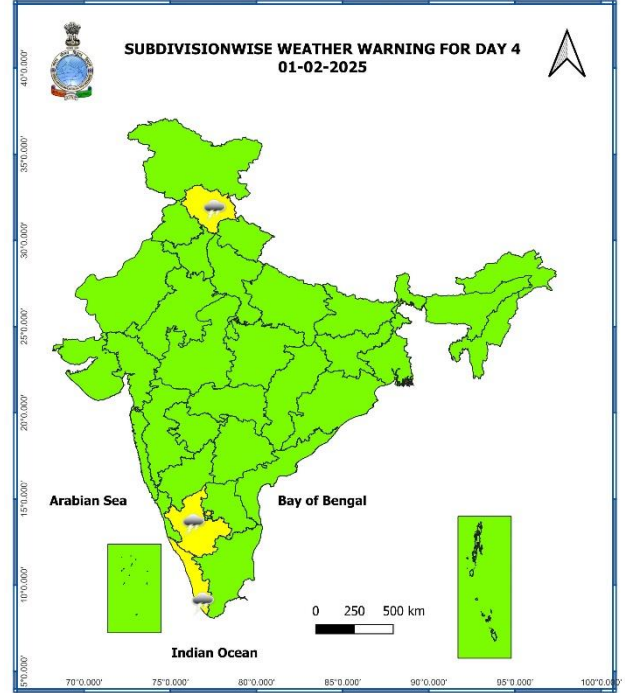 SUBDIVISIONWISE WEATHER WARNING FOR DAY 4
01-02-2025
40°0.000'
35°0.000'
30°0.000'
25°0.000'
20°0.000'
15°0.000'
10°0.000'
5°0.000'
Arabian Sea
Bay of Bengal
0 250 500 km
Indian Ocean
70°0.000' 75°0.000' 80°0.000' 85°0.000' 90°0.000' 95°0.000' 100°0.000'